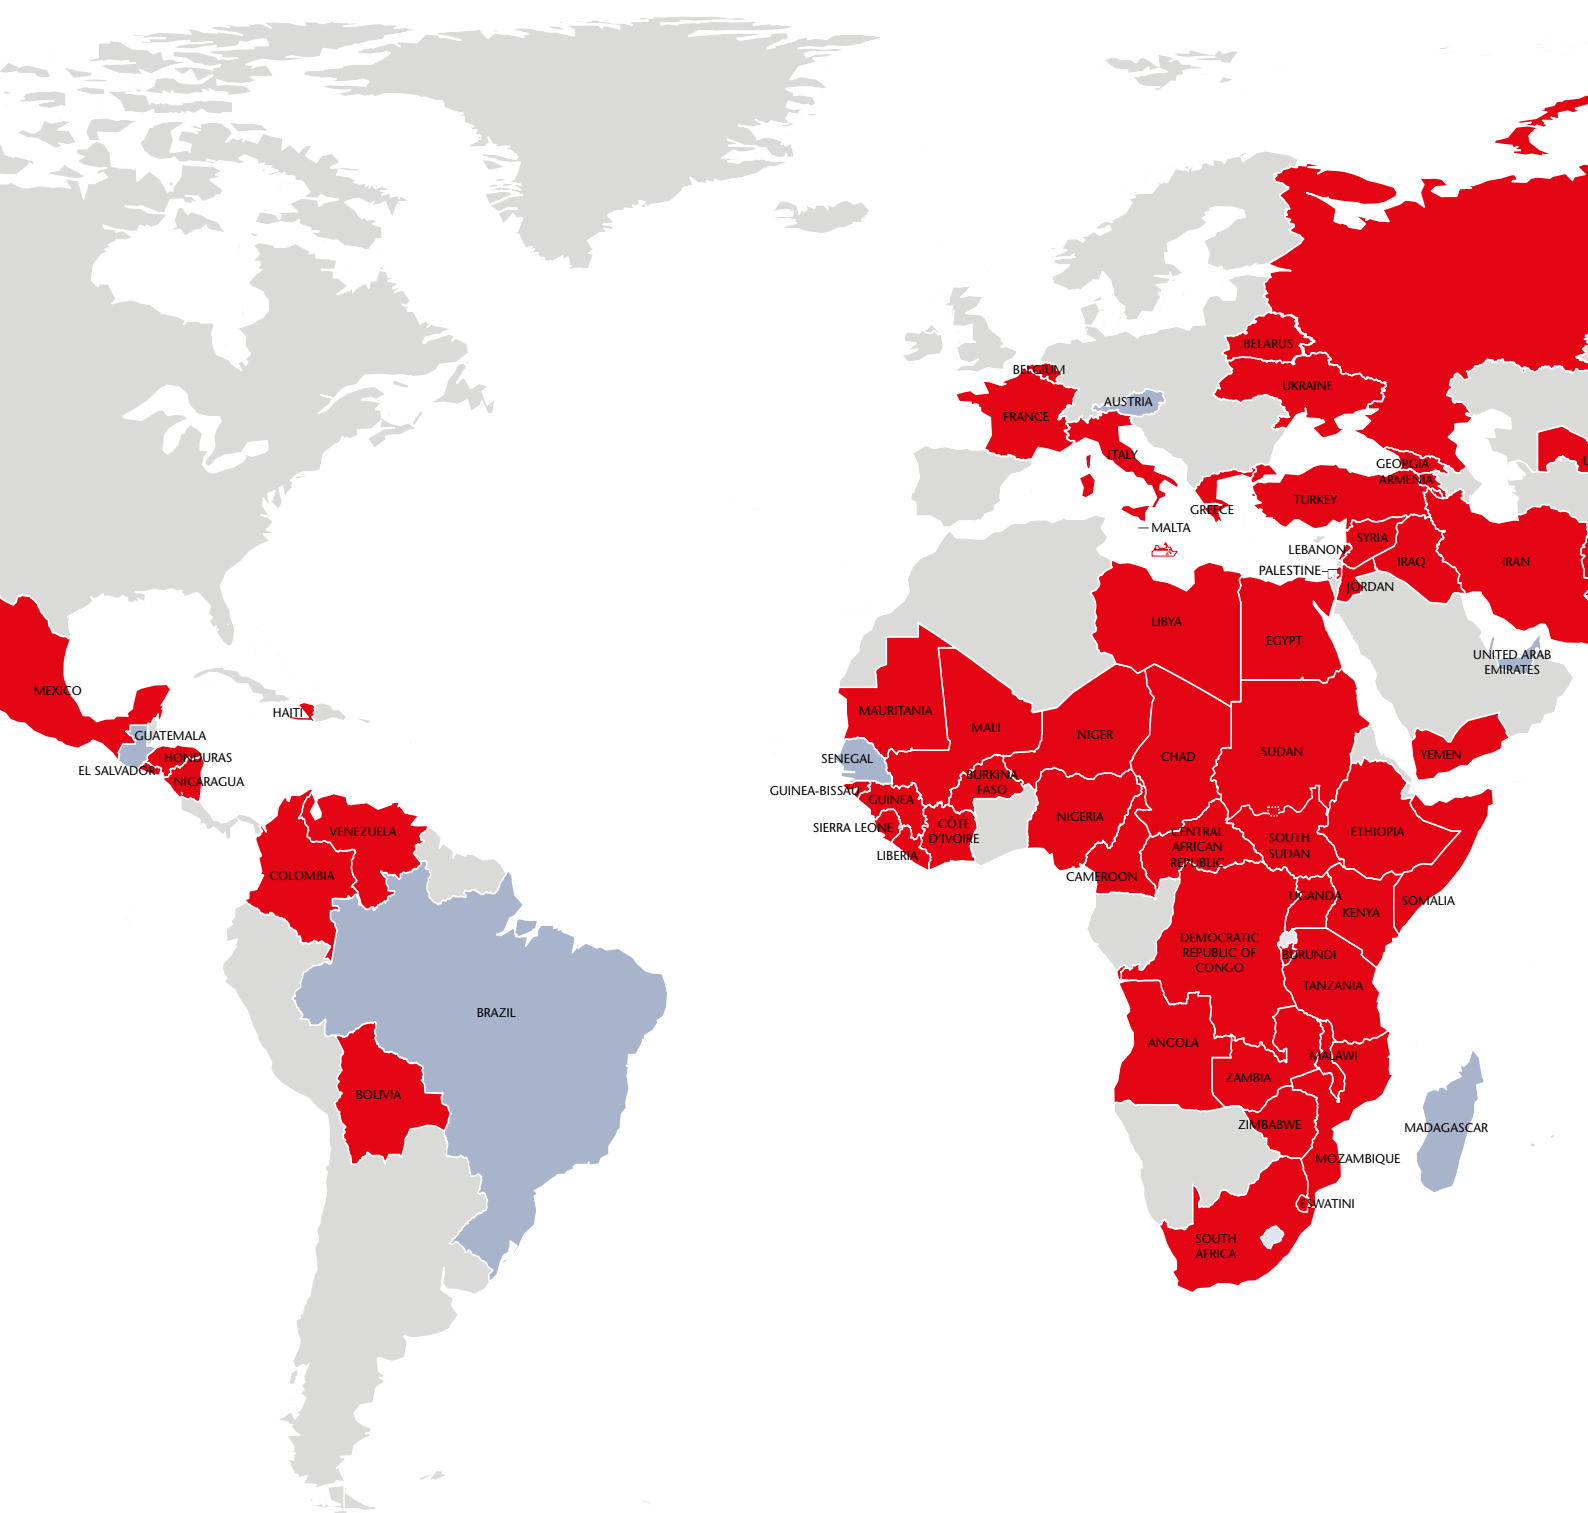 BELARUS
BELGIUM
UKRAINE
AUSTRIA
FRANCE
ITALY
GEORGIA
ARMENIA
TURKEY
GREECE
MALTA
SYRIA
LEBANON
IRAQ
IRAN
PALESTINE
JORDAN
LIBYA
EGYPT
UNITED ARAB
EMIRATES
MEXICO
HAITI
MAURITANIA
MALI
NIGER
GUATEMALA
HONDURAS
EL SALVADOR
NICARAGUA
SENEGAL
CHAD
SUDAN
YEMEN
BURKINA
FASO
GUINEA-BISSAU
GUINEA
SIERRA LEONE
CÔTE
D'IVOIRE
LIBERIA
NIGERIA
CENTRAL
AFRICAN
REPUBLIC
SOUTH
SUDAN
ETHIOPIA
VENEZUELA
COLOMBIA
CAMEROON
UGANDA
KENYA
SOMALIA
DEMOCRATIC
REPUBLIC OF
CONGO
BURUNDI
TANZANIA
BRAZIL
ANGOLA
MALAWI
ZAMBIA
BOLIVIA
ZIMBABWE
MADAGASCAR
MOZAMBIQUE
ESWATINI
SOUTH
AFRICA